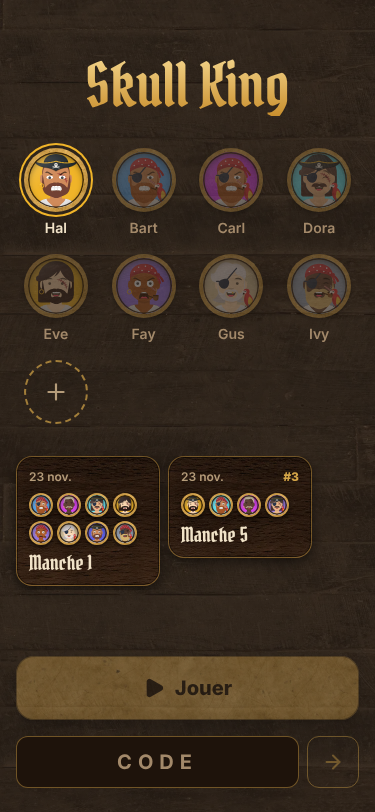 Skull King
Hal Bart Carl Dora
Eve Fay Gus Ivy
23 nov.
Manche 1
23 nov. #3
Manche 5
Jouer
CODE